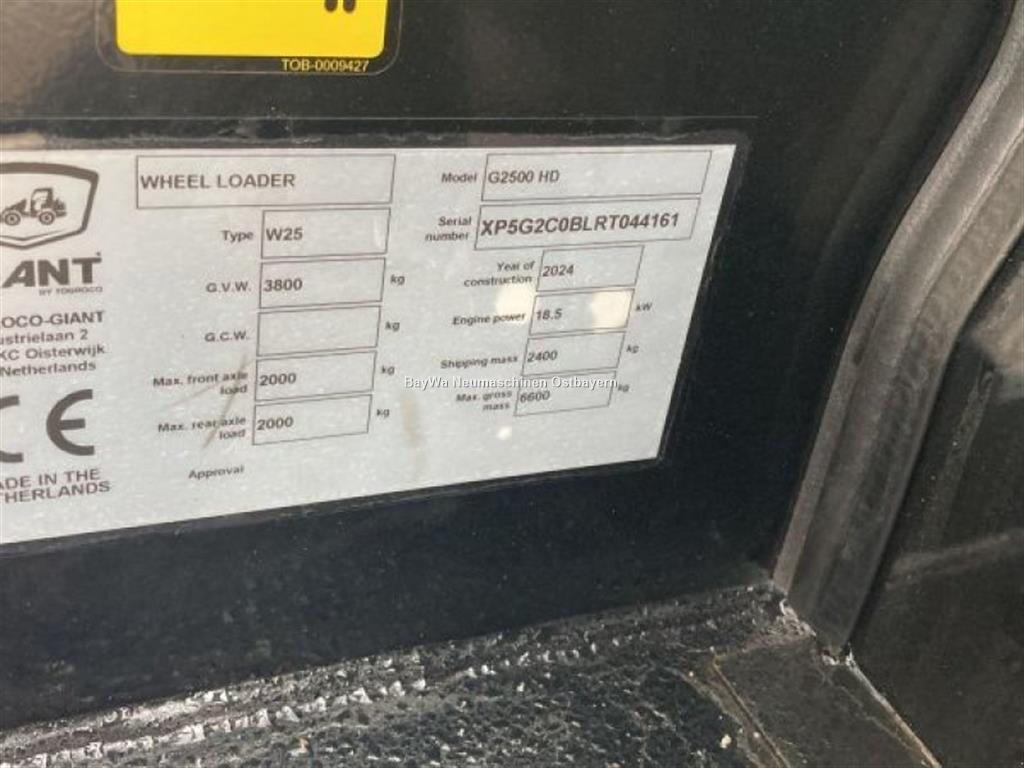 TOB-0009427
WHEEL LOADER
Model G2500 HD
Type W25
Serial number XP5G2C0BLRT044161
G.V.W. 3800 kg
Year of construction 2024
G.C.W. kg
Engine power 18.5 kW
Max. front axle load 2000 kg
Shipping mass 2400 kg
Max. rear axle load 2000 kg
Max. gross mass 6600 kg
Approval
ANT
BY TOBROCO
OCO-GIANT
ustrielaan 2
KC Oisterwijk
Netherlands
CE
ADE IN THE
THERLANDS
BayWa Neumaschinen Ostbayern